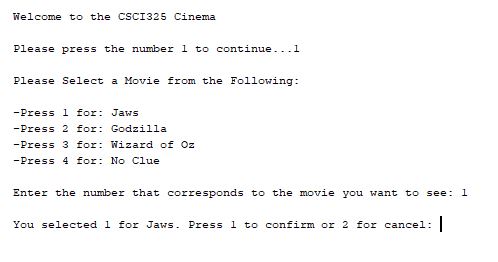 Welcome to the CSCI325 Cinema
Please press the number 1 to continue...1
Please Select a Movie from the Following:
-Press 1 for: Jaws
-Press 2 for: Godzilla
-Press 3 for: Wizard of Oz
-Press 4 for: No Clue
Enter the number that corresponds to the movie you want to see: 1
You selected 1 for Jaws. Press 1 to confirm or 2 for cancel: